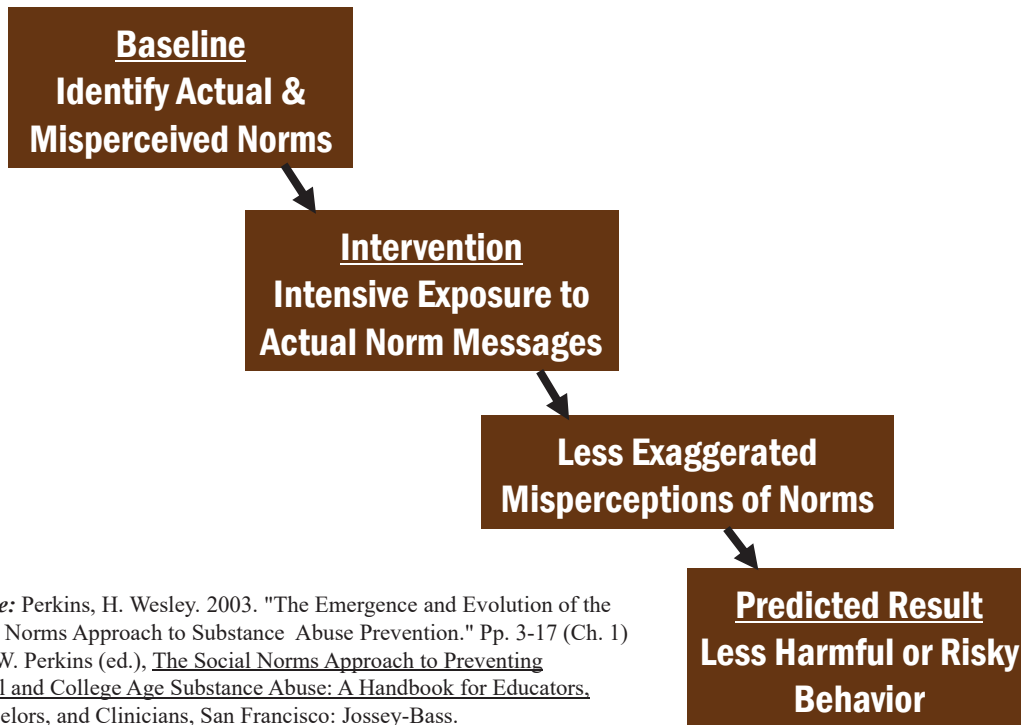 Baseline
Identify Actual &
Misperceived Norms
Intervention
Intensive Exposure to
Actual Norm Messages
Less Exaggerated
Misperceptions of Norms
Predicted Result
Less Harmful or Risky
Behavior
e: Perkins, H. Wesley. 2003. "The Emergence and Evolution of the
Norms Approach to Substance Abuse Prevention." Pp. 3-17 (Ch. 1)
W. Perkins (ed.), The Social Norms Approach to Preventing
l and College Age Substance Abuse: A Handbook for Educators,
elors, and Clinicians, San Francisco: Jossey-Bass.